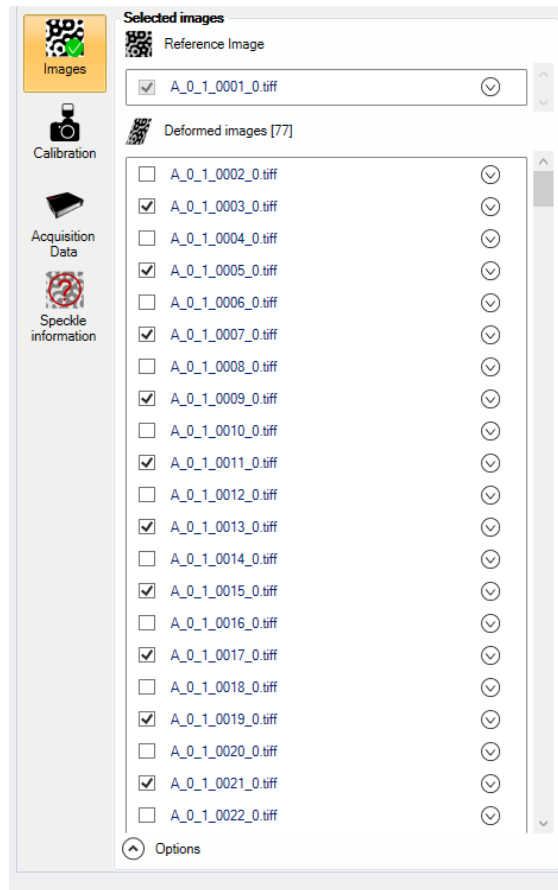 Selected images
Reference Image
Images
A_0_1_0001_0.tiff
Deformed images [77]
Calibration
A_0_1_0002_0.tiff
A_0_1_0003_0.tiff
Acquisition
Data
A_0_1_0004_0.tiff
A_0_1_0005_0.tiff
Speckle
information
A_0_1_0006_0.tiff
A_0_1_0007_0.tiff
A_0_1_0008_0.tiff
A_0_1_0009_0.tiff
A_0_1_0010_0.tiff
A_0_1_0011_0.tiff
A_0_1_0012_0.tiff
A_0_1_0013_0.tiff
A_0_1_0014_0.tiff
A_0_1_0015_0.tiff
A_0_1_0016_0.tiff
A_0_1_0017_0.tiff
A_0_1_0018_0.tiff
A_0_1_0019_0.tiff
A_0_1_0020_0.tiff
A_0_1_0021_0.tiff
A_0_1_0022_0.tiff
Options